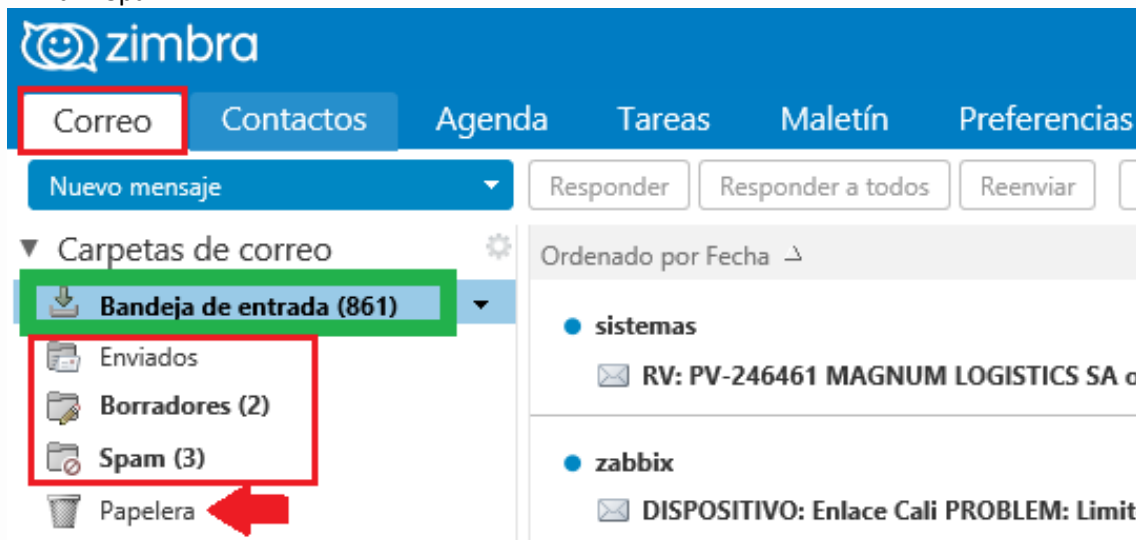 zimbra
Correo Contactos Agenda Tareas Maletín Preferencias
Nuevo mensaje Responder Responder a todos Reenviar
Carpetas de correo Ordenado por Fecha
Bandeja de entrada (861)
sistemas
Enviados
RV: PV-246461 MAGNUM LOGISTICS SA
Borradores (2)
Spam (3)
zabbix
Papelera
DISPOSITIVO: Enlace Cali PROBLEM: Limit